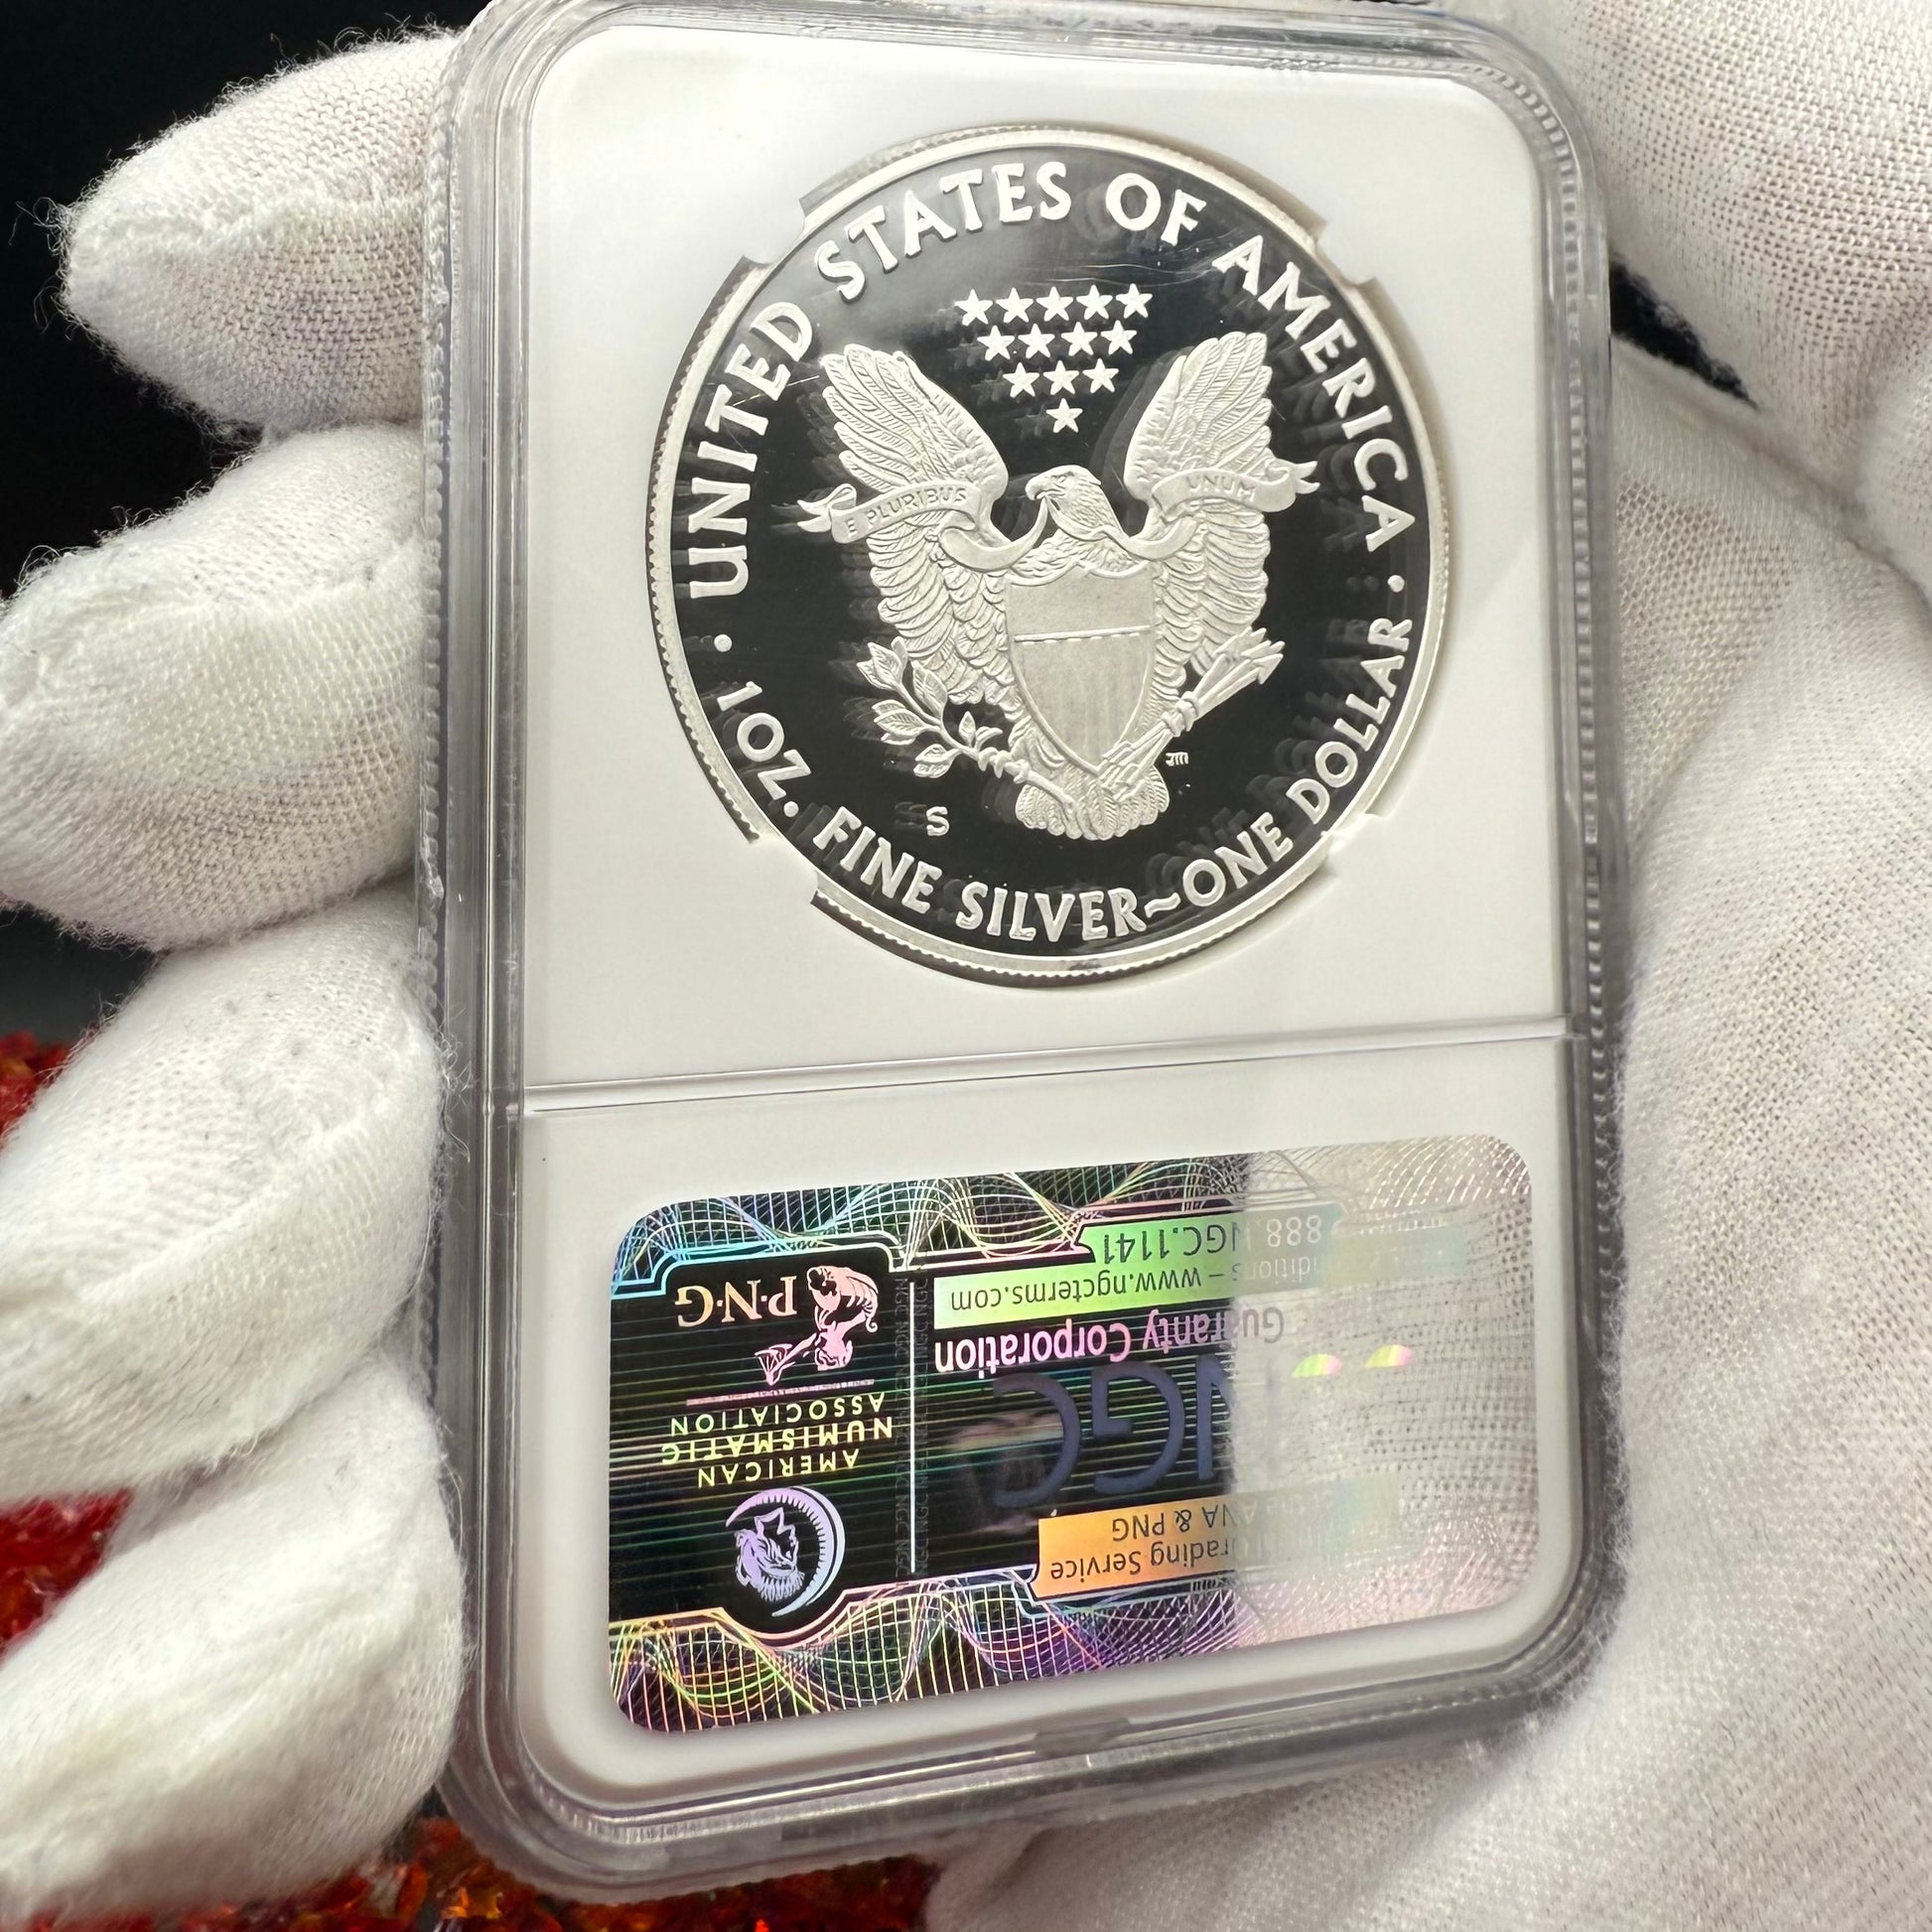 UNITED STATES OF AMERICA
E PLURIBUS
UNUM
S
1 OZ. FINE SILVER~ONE DOLLAR
Grading Service
ANA & PNG
NGC
Guaranty Corporation
www.ngcterms.com
888 NGC.1141
AMERICAN
NUMISMATIC
ASSOCIATION
P·N·G